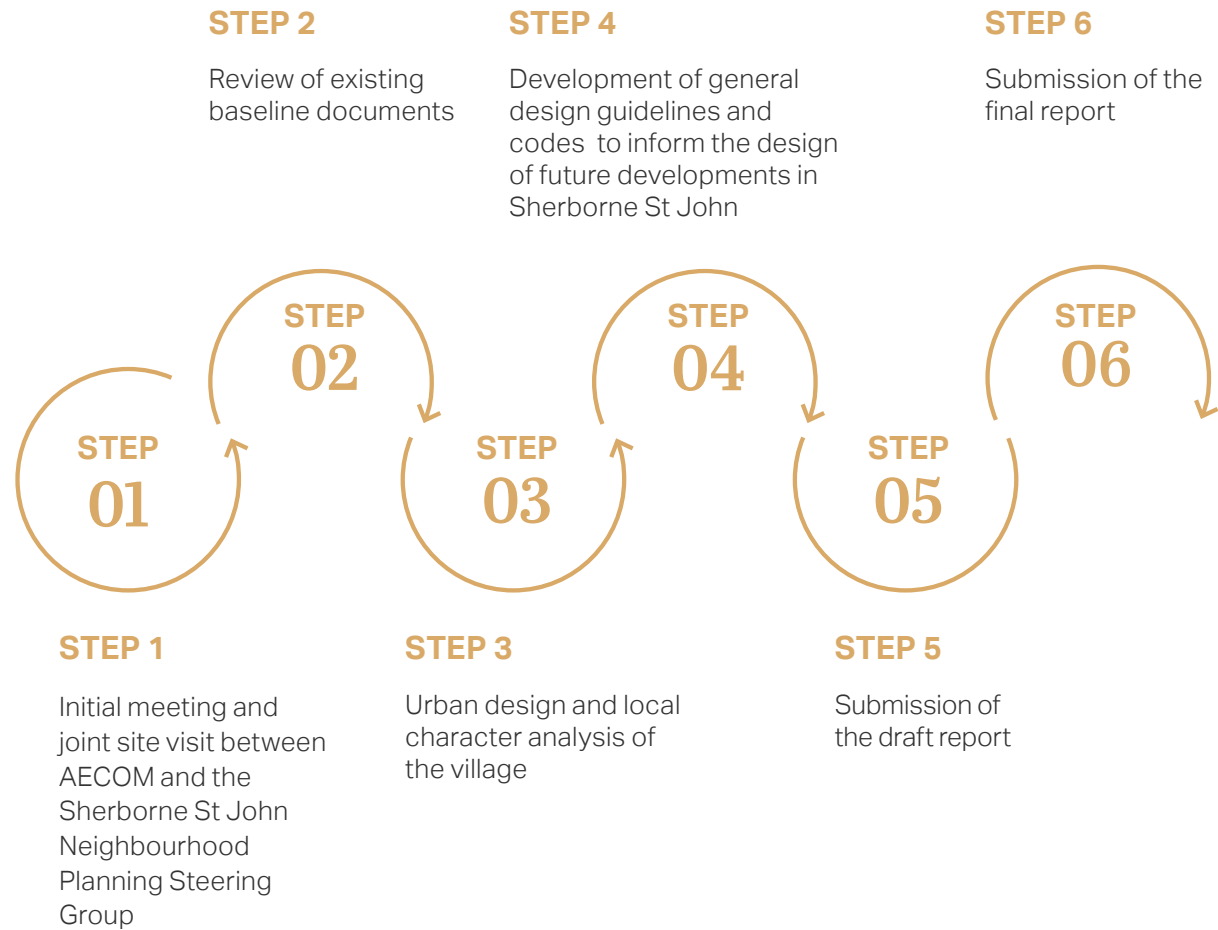 STEP 2
Review of existing
baseline documents
STEP 4
Development of general
design guidelines and
codes  to inform the design
of future developments in
Sherborne St John
STEP 6
Submission of the
final report
STEP
01
STEP
02
STEP
03
STEP
04
STEP
05
STEP
06
STEP 1
Initial meeting and
joint site visit between
AECOM and the
Sherborne St John
Neighbourhood
Planning Steering
Group
STEP 3
Urban design and local
character analysis of
the village
STEP 5
Submission of
the draft report